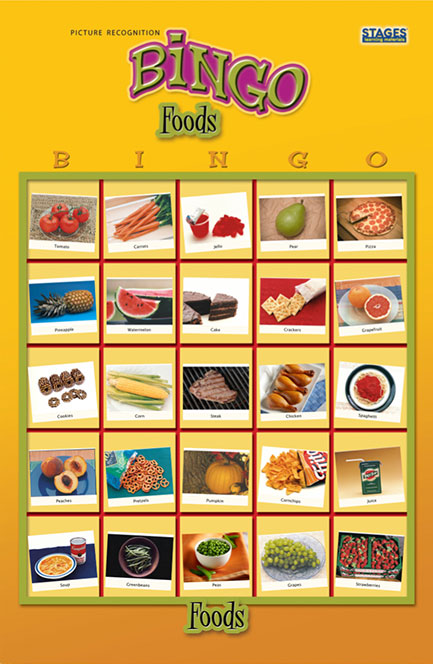 PICTURE RECOGNITION
STAGES
learning materials
BiNGO
Foods
B I N G O
Tomato Carrots Jello Pear Pizza
Pineapple Watermelon Cake Crackers Grapefruit
Cookies Corn Steak Chicken Spaghetti
Peaches Pretzels Pumpkin Cornchips Juice
Soup Greenbeans Peas Grapes Strawberries
Foods